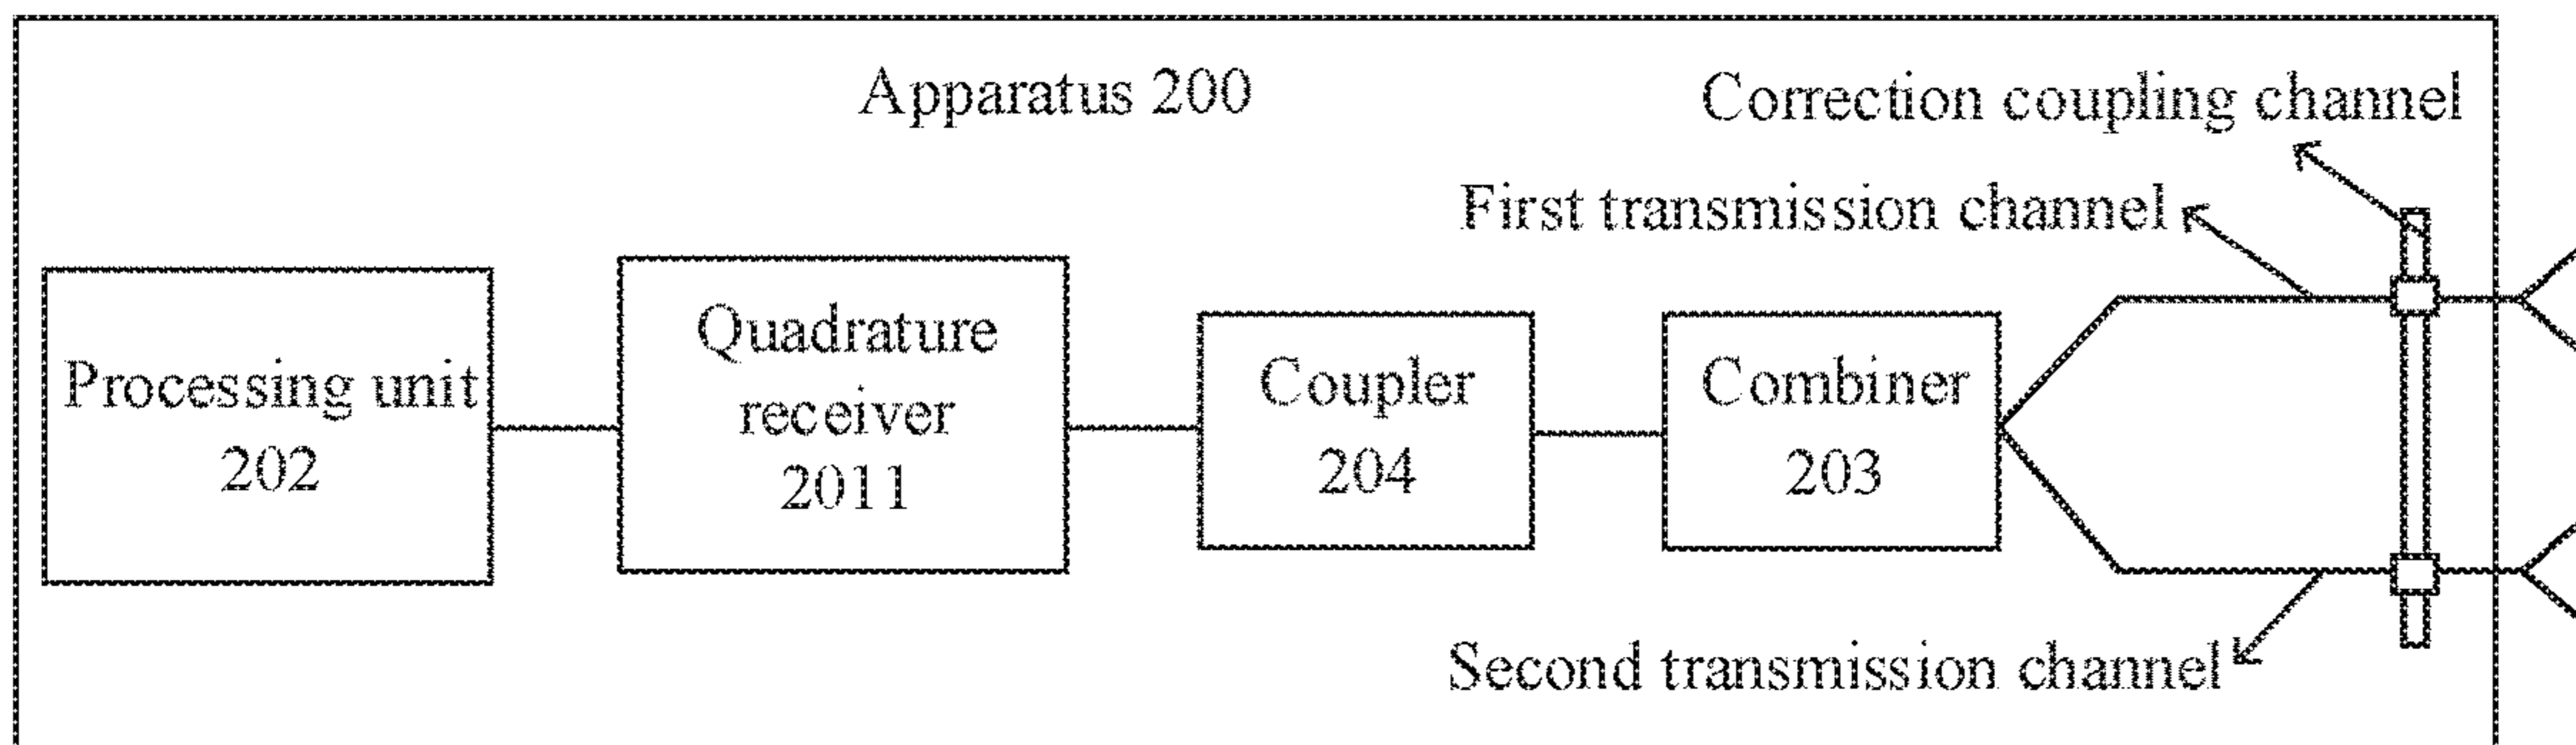 Apparatus 200
Correction coupling channel
First transmission channel
Processing unit
202
Quadrature
receiver
2011
Coupler
204
Combiner
203
Second transmission channel